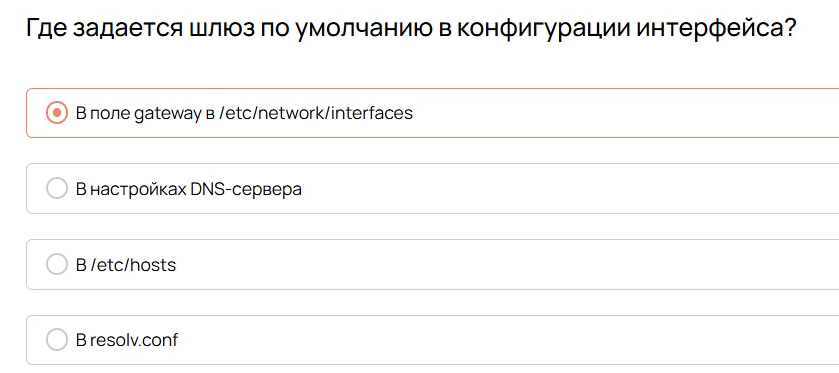 Где задается шлюз по умолчанию в конфигурации интерфейса?
В поле gateway в /etc/network/interfaces
В настройках DNS-сервера
В /etc/hosts
В resolv.conf